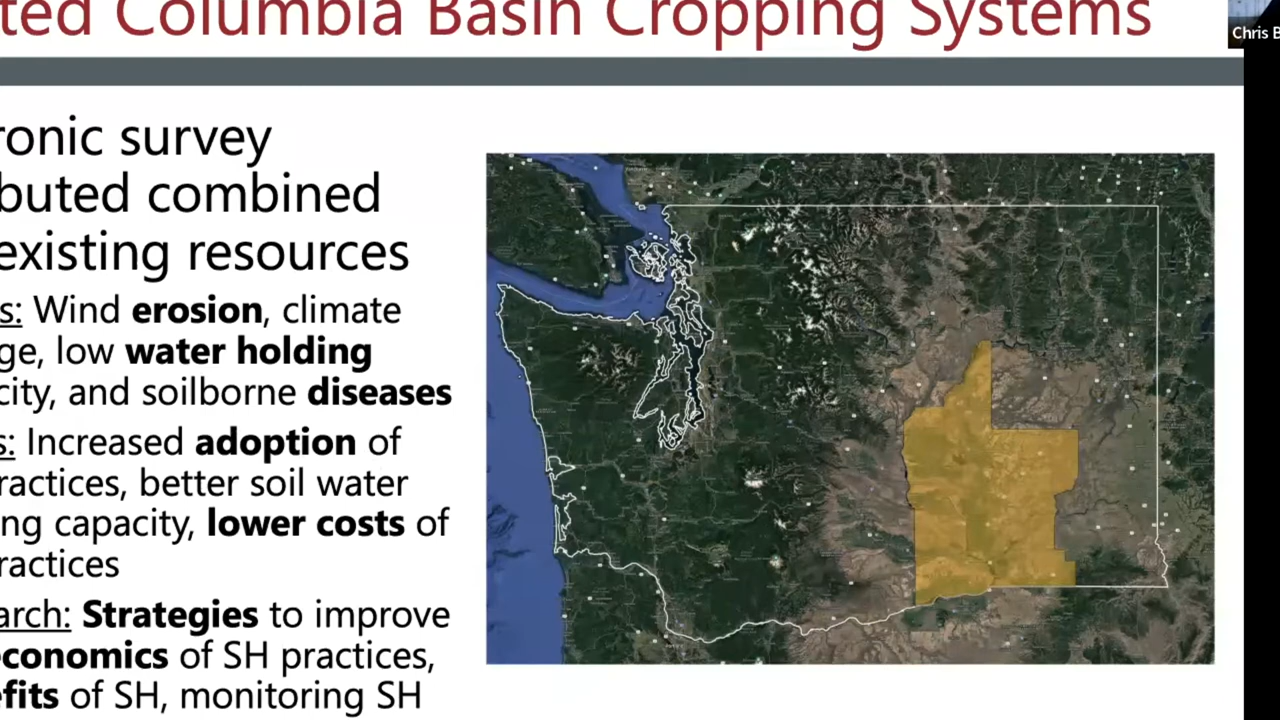 ted Columbia Basin Cropping Systems
Chris B
ronic survey
buted combined
existing resources
s: Wind erosion, climate
ge, low water holding
city, and soilborne diseases
s: Increased adoption of
ractices, better soil water
ng capacity, lower costs of
ractices
arch: Strategies to improve
economics of SH practices,
efits of SH, monitoring SH